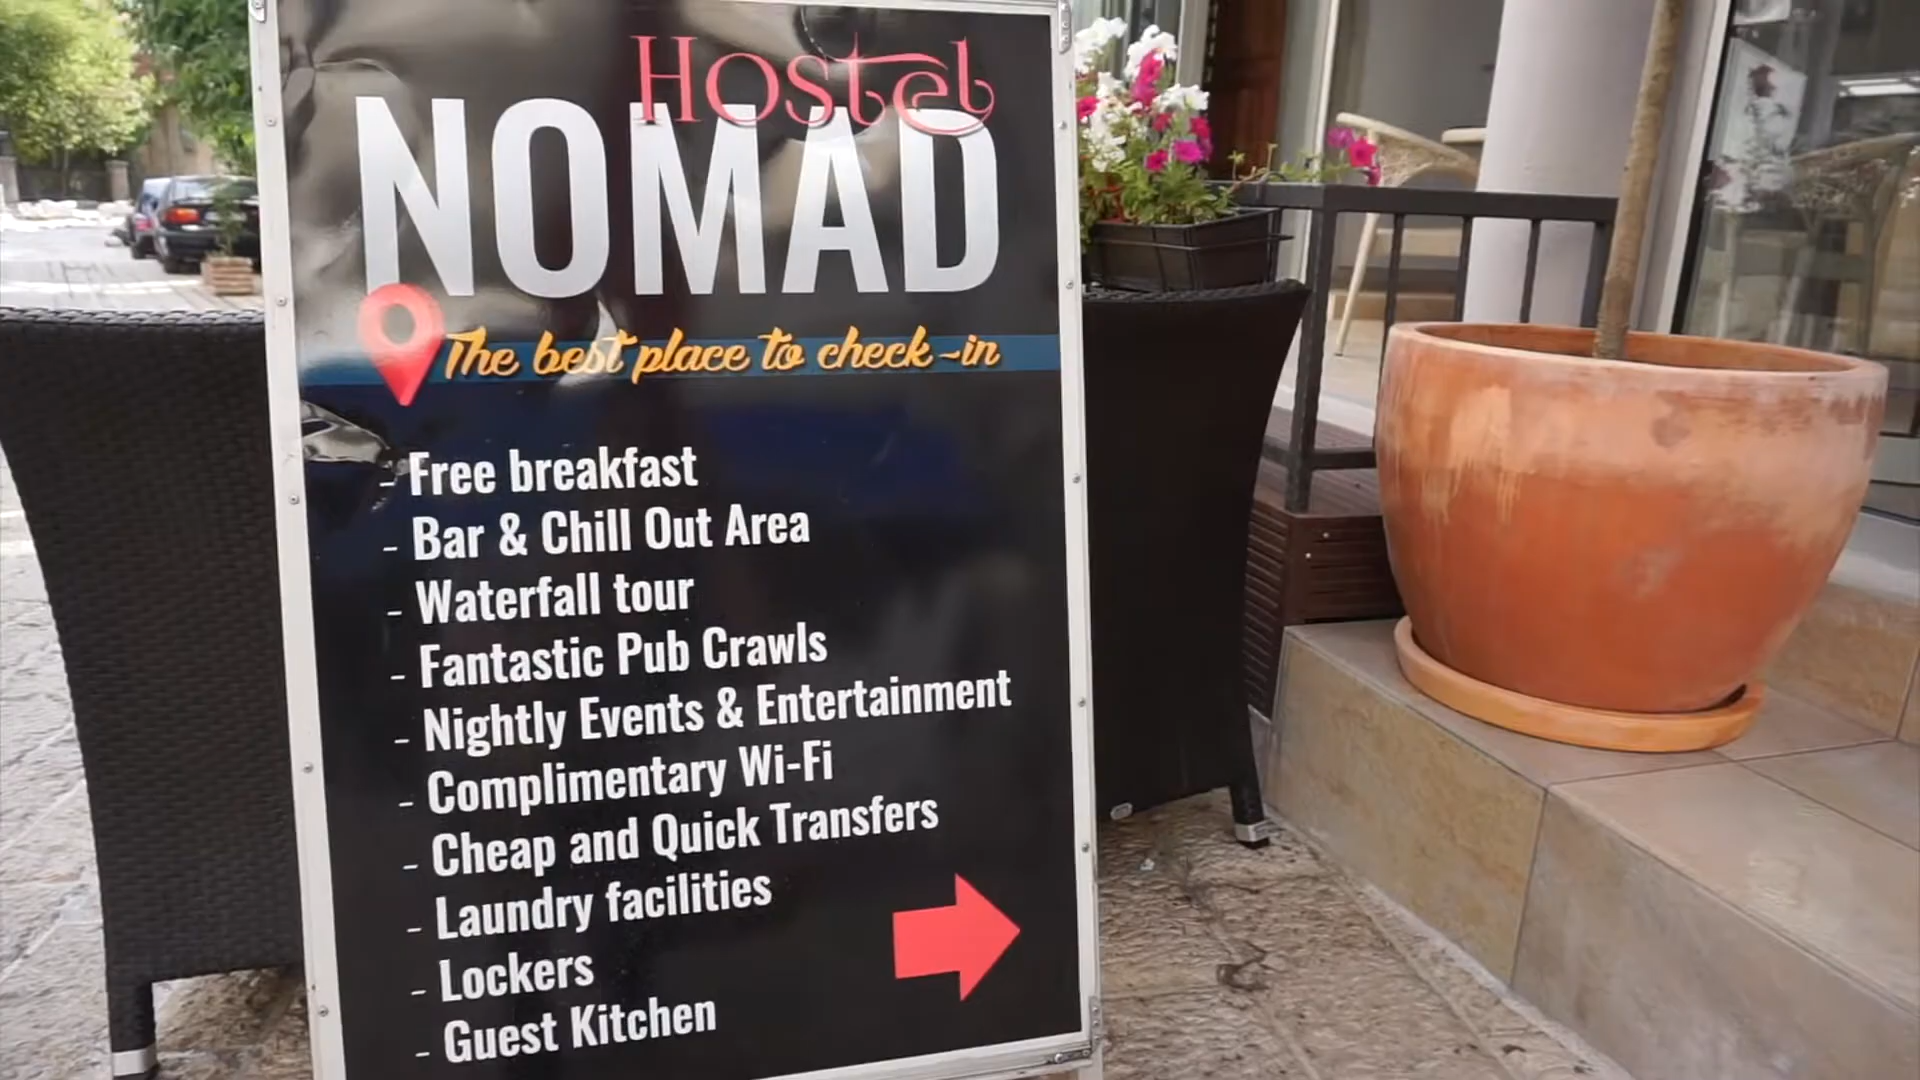 Hostel
NOMAD
The best place to check-in
- Free breakfast
- Bar & Chill Out Area
- Waterfall tour
- Fantastic Pub Crawls
- Nightly Events & Entertainment
- Complimentary Wi-Fi
- Cheap and Quick Transfers
- Laundry facilities
- Lockers
- Guest Kitchen